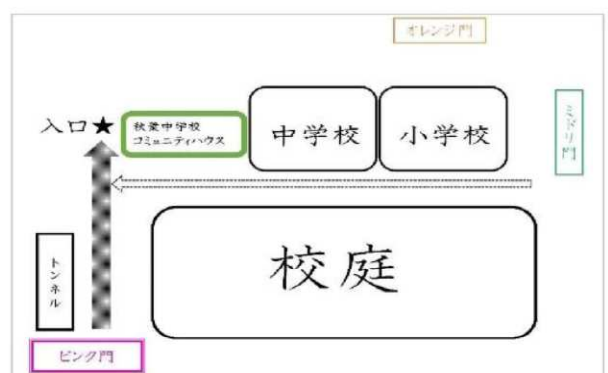 オレンジ門
入口★
秋葉中学校
コミュニティハウス
中学校
小学校
ミドリ門
校庭
トンネル
ピンク門